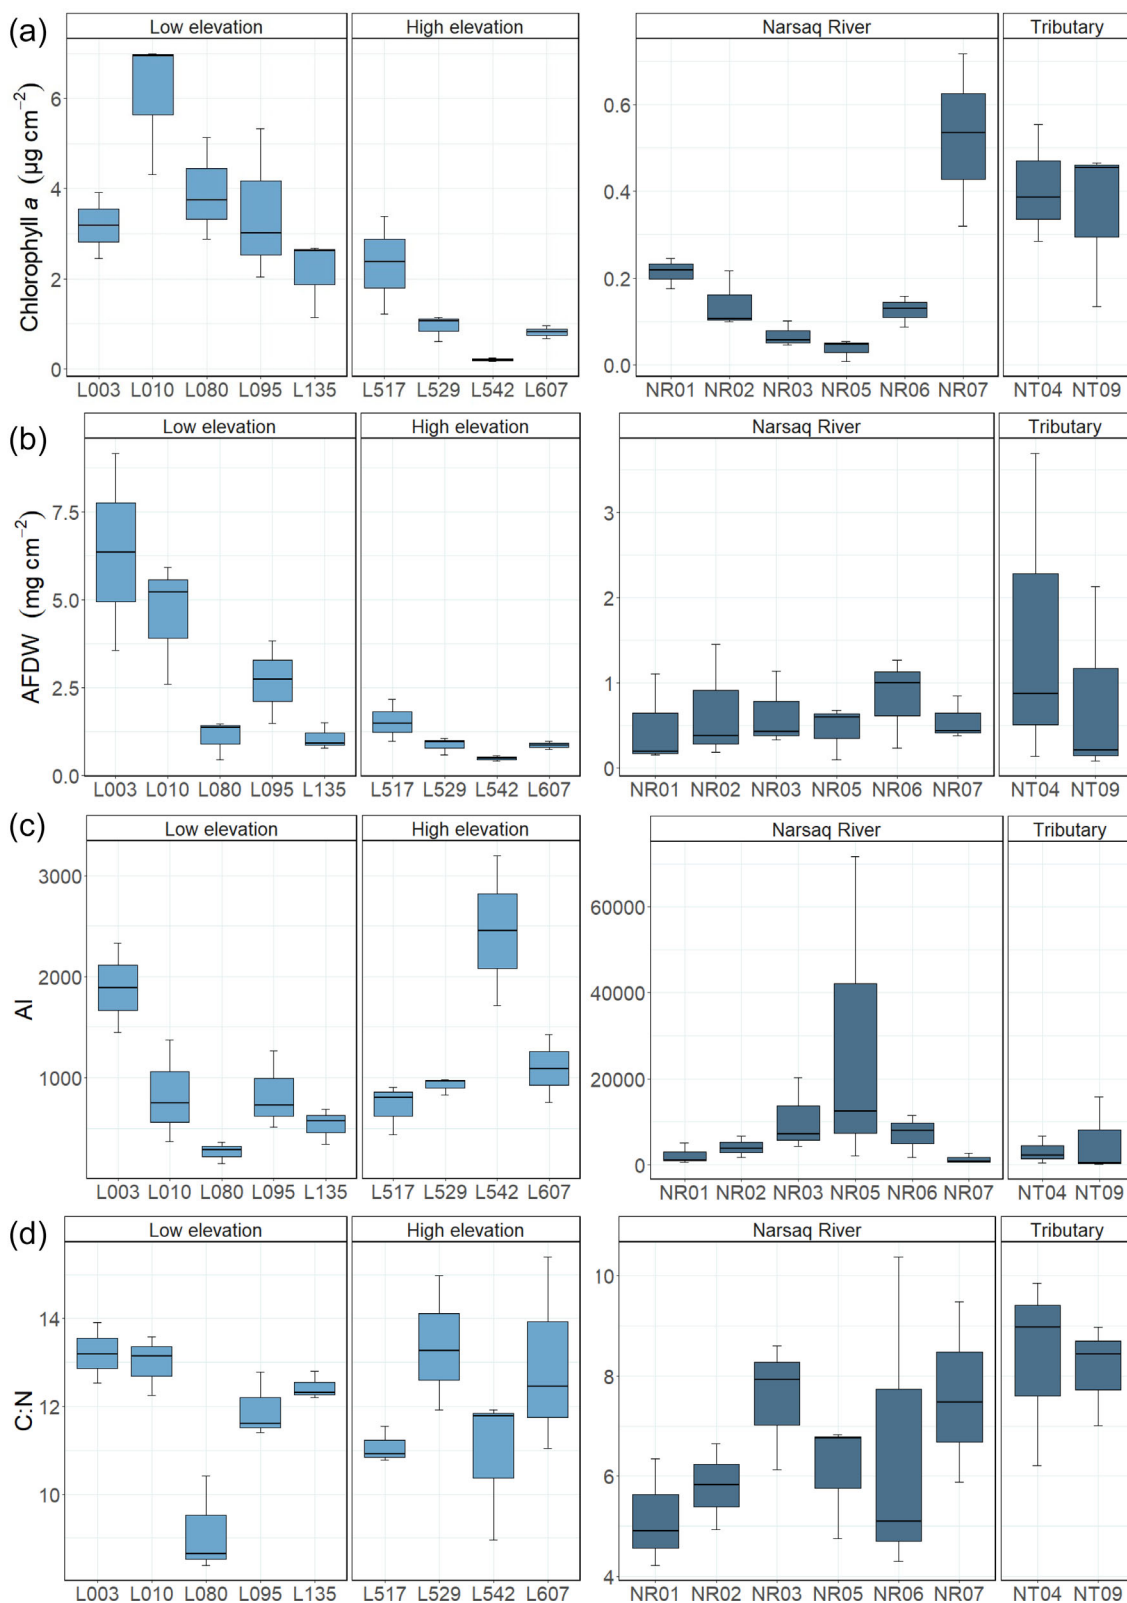 (a)
Low elevation High elevation Narsaq River Tributary
Chlorophyll a (µg cm−2)
6
4
2
0
0.6
0.4
0.2
0.0
L003 L010 L080 L095 L135 L517 L529 L542 L607 NR01 NR02 NR03 NR05 NR06 NR07 NT04 NT09
(b)
Low elevation High elevation Narsaq River Tributary
AFDW (mg cm−2)
7.5
5.0
2.5
0.0
3
2
1
0
L003 L010 L080 L095 L135 L517 L529 L542 L607 NR01 NR02 NR03 NR05 NR06 NR07 NT04 NT09
(c)
Low elevation High elevation Narsaq River Tributary
AI
3000
2000
1000
60000
40000
20000
0
L003 L010 L080 L095 L135 L517 L529 L542 L607 NR01 NR02 NR03 NR05 NR06 NR07 NT04 NT09
(d)
Low elevation High elevation Narsaq River Tributary
C:N
14
12
10
10
8
6
4
L003 L010 L080 L095 L135 L517 L529 L542 L607 NR01 NR02 NR03 NR05 NR06 NR07 NT04 NT09